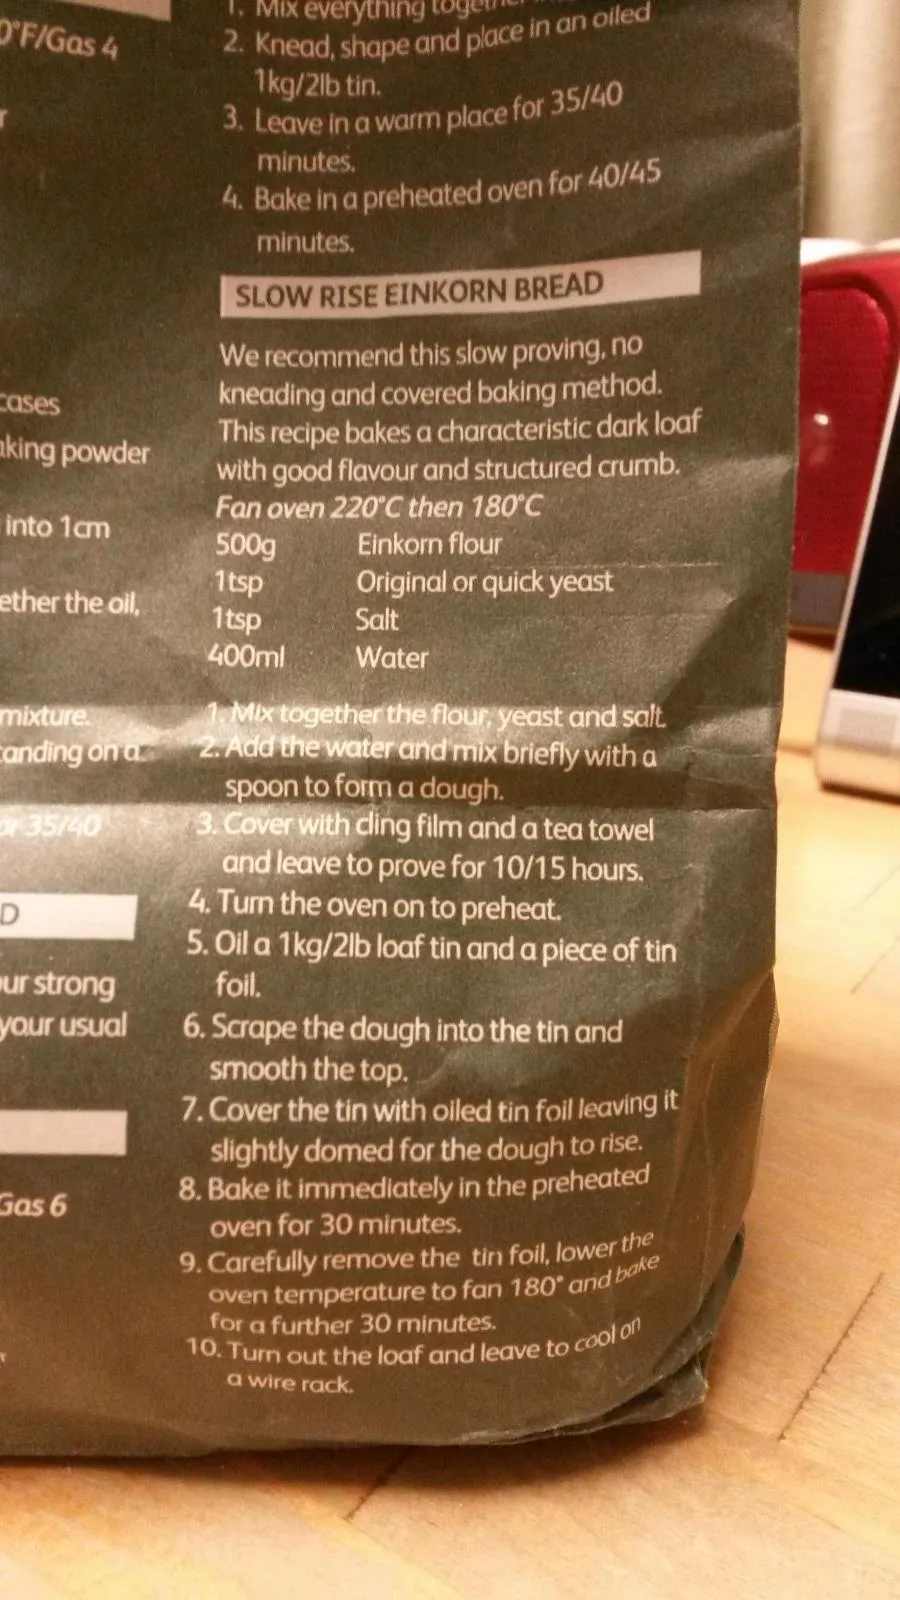 0°F/Gas 4
r
cases
aking powder
into 1cm
ether the oil,
mixture.
tanding on a
or 35/40
D
ur strong
your usual
Gas 6
1. Mix everything together
2. Knead, shape and place in an oiled
1kg/2lb tin.
3. Leave in a warm place for 35/40
minutes.
4. Bake in a preheated oven for 40/45
minutes.
SLOW RISE EINKORN BREAD
We recommend this slow proving, no
kneading and covered baking method.
This recipe bakes a characteristic dark loaf
with good flavour and structured crumb.
Fan oven 220°C then 180°C
500g Einkorn flour
1tsp Original or quick yeast
1tsp Salt
400ml Water
1. Mix together the flour, yeast and salt.
2. Add the water and mix briefly with a
spoon to form a dough.
3. Cover with cling film and a tea towel
and leave to prove for 10/15 hours.
4. Turn the oven on to preheat.
5. Oil a 1kg/2lb loaf tin and a piece of tin
foil.
6. Scrape the dough into the tin and
smooth the top.
7. Cover the tin with oiled tin foil leaving it
slightly domed for the dough to rise.
8. Bake it immediately in the preheated
oven for 30 minutes.
9. Carefully remove the tin foil, lower the
oven temperature to fan 180° and bake
for a further 30 minutes.
10. Turn out the loaf and leave to cool on
a wire rack.